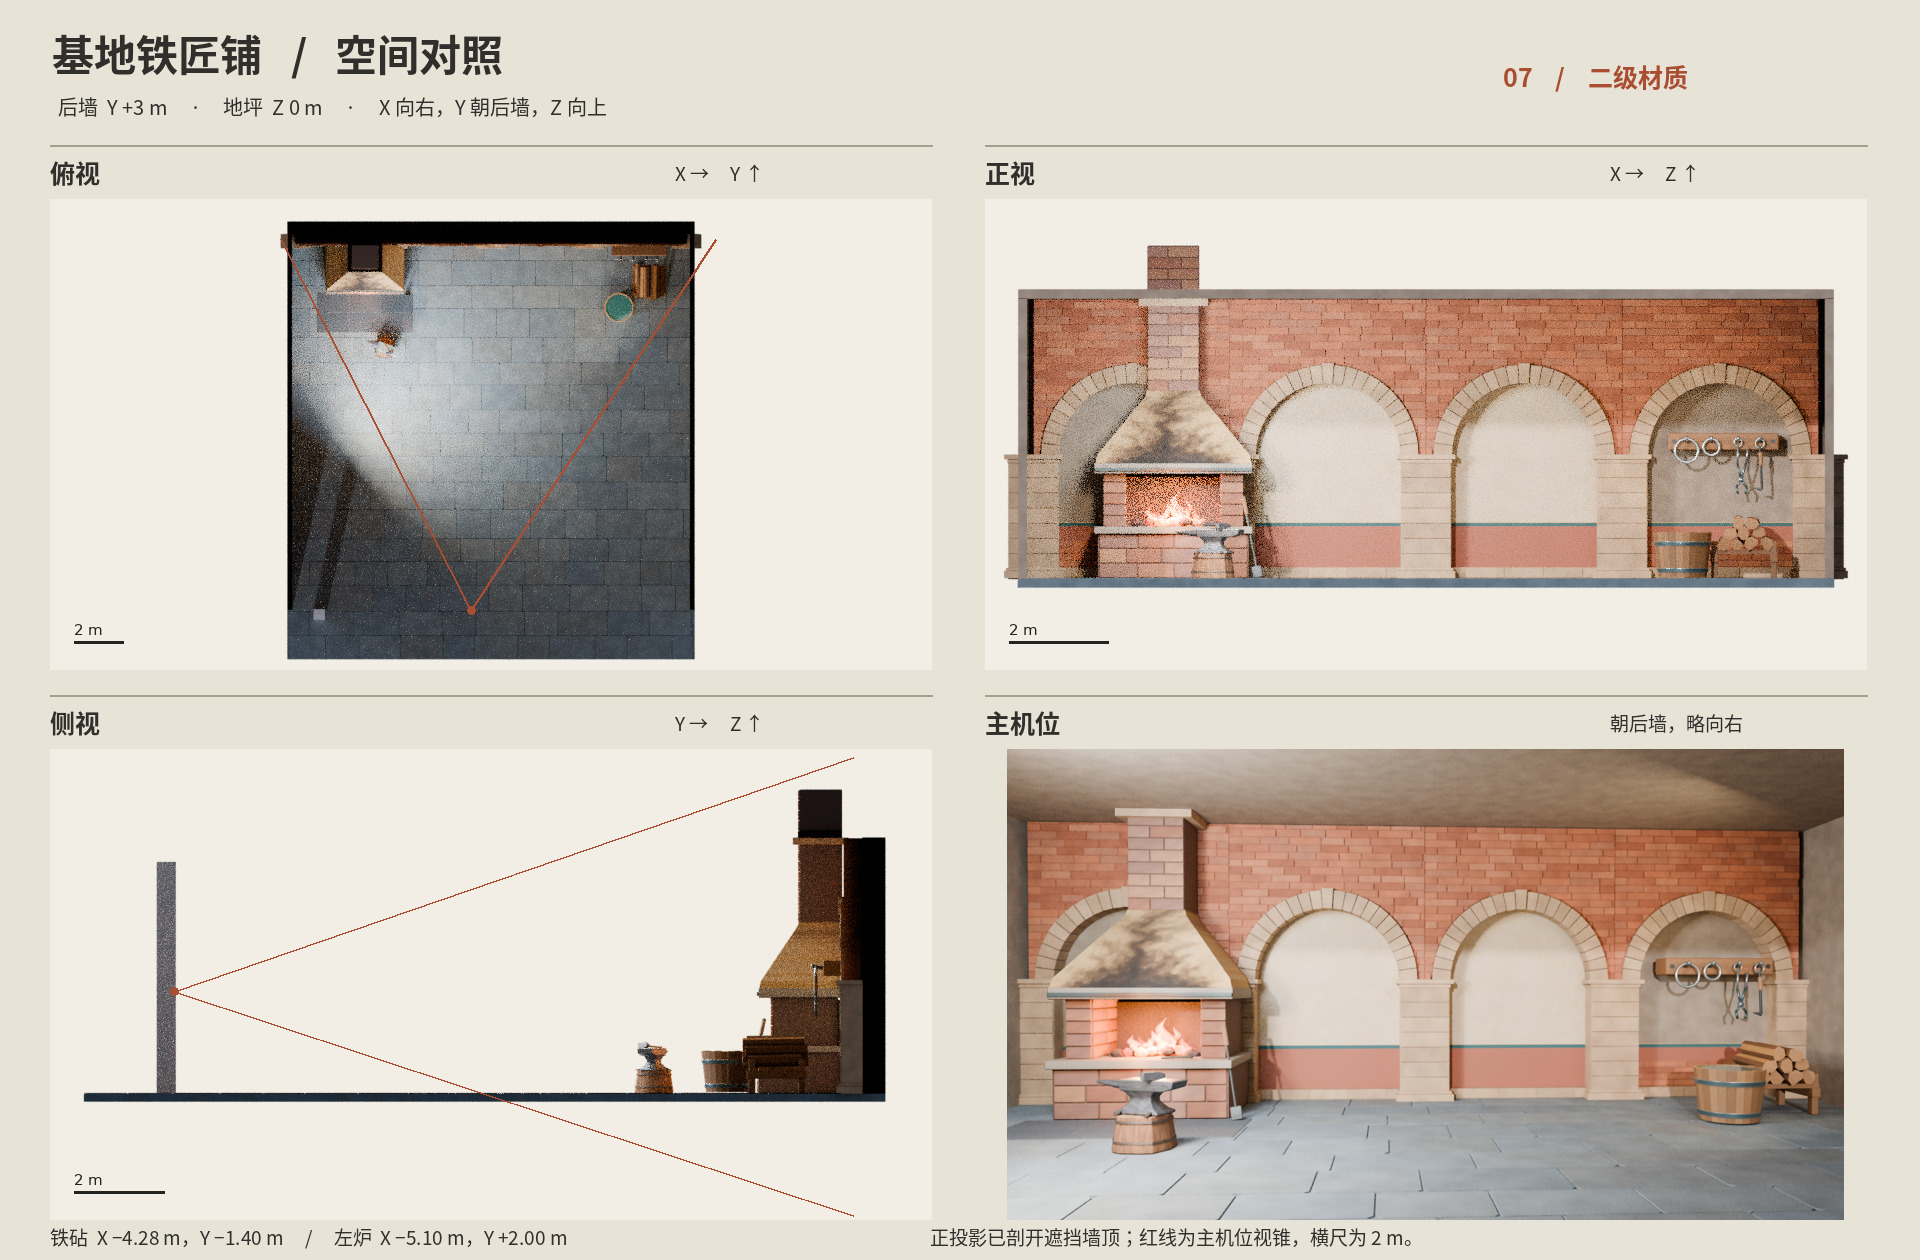 基地铁匠铺 / 空间对照
07 / 二级材质
后墙 Y +3 m · 地坪 Z 0 m · X 向右，Y 朝后墙，Z 向上
俯视 X → Y ↑
2 m
正视 X → Z ↑
2 m
侧视 Y → Z ↑
2 m
主机位 朝后墙，略向右
铁砧 X −4.28 m，Y −1.40 m / 左炉 X −5.10 m，Y +2.00 m
正投影已剖开遮挡墙顶；红线为主机位视锥，横尺为 2 m。